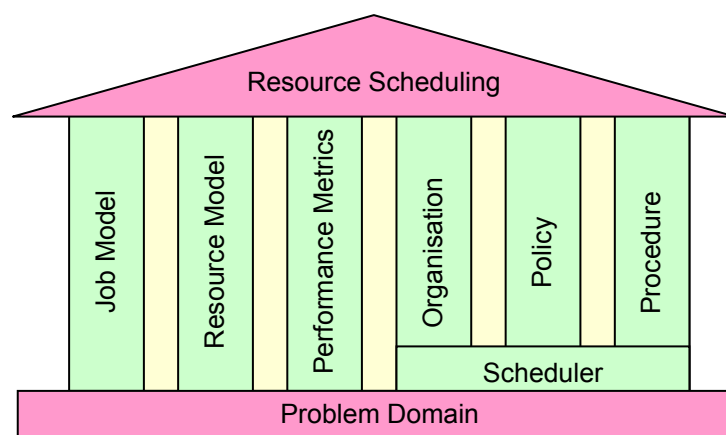 Resource Scheduling
Job Model
Resource Model
Performance Metrics
Organisation
Policy
Procedure
Scheduler
Problem Domain